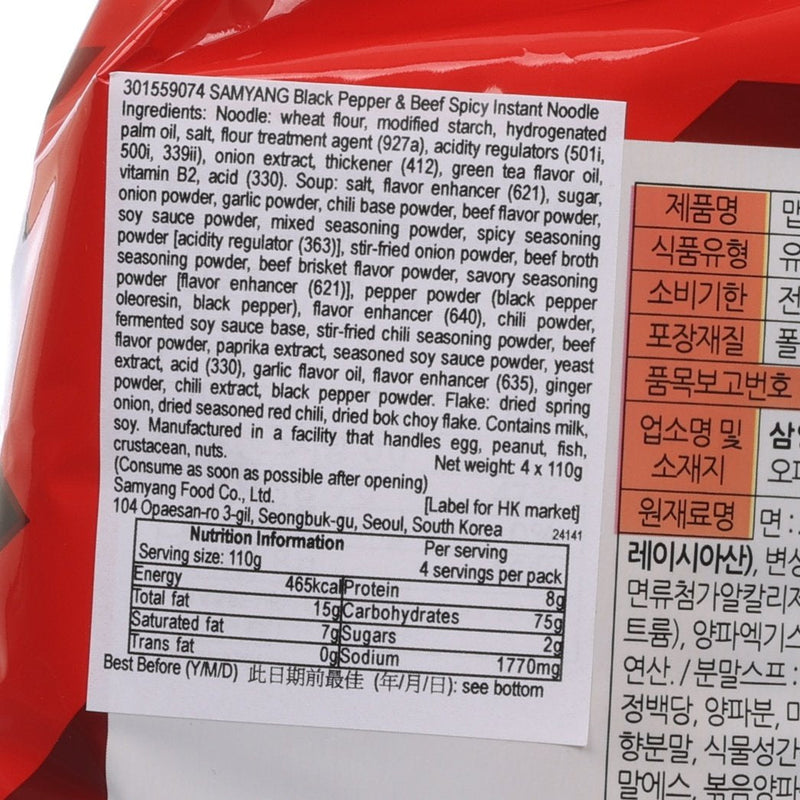 301559074 SAMYANG Black Pepper & Beef Spicy Instant Noodle
Ingredients: Noodle: wheat flour, modified starch, hydrogenated
palm oil, salt, flour treatment agent (927a), acidity regulators (501i,
500i, 339ii), onion extract, thickener (412), green tea flavor oil,
vitamin B2, acid (330). Soup: salt, flavor enhancer (621), sugar,
onion powder, garlic powder, chili base powder, beef flavor powder,
soy sauce powder, mixed seasoning powder, spicy seasoning
powder [acidity regulator (363)], stir-fried onion powder, beef broth
seasoning powder, beef brisket flavor powder, savory seasoning
powder [flavor enhancer (621)], pepper powder (black pepper
oleoresin, black pepper), flavor enhancer (640), chili powder,
fermented soy sauce base, stir-fried chili seasoning powder, beef
flavor powder, paprika extract, seasoned soy sauce powder, yeast
extract, acid (330), garlic flavor oil, flavor enhancer (635), ginger
powder, chili extract, black pepper powder. Flake: dried spring
onion, dried seasoned red chili, dried bok choy flake. Contains milk,
soy. Manufactured in a facility that handles egg, peanut, fish,
crustacean, nuts. Net weight: 4 x 110g
(Consume as soon as possible after opening)
Samyang Food Co., Ltd. [Label for HK market]
104 Opaesan-ro 3-gil, Seongbuk-gu, Seoul, South Korea 24141
Nutrition Information Per serving
Serving size: 110g 4 servings per pack
Energy 465kcal Protein 8g
Total fat 15g Carbohydrates 75g
Saturated fat 7g Sugars 2g
Trans fat 0g Sodium 1770mg
Best Before (Y/M/D) 此日期前最佳 (年/月/日): see bottom
제품명 맵
식품유형 유
소비기한 전
포장재질 폴
품목보고번호
업소명 및 삼
소재지 오
원재료명 면 :
레이시아산), 변성
면류첨가알칼리제
트륨), 양파엑기스
연산. / 분말스프 :
정백당, 양파분, 마
향분말, 식물성간
말에스, 볶음양파